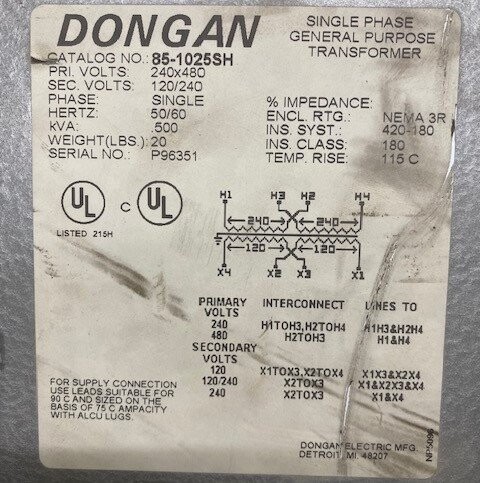 DONGAN
SINGLE PHASE
GENERAL PURPOSE
TRANSFORMER
CATALOG NO.: 85-1025SH
PRI. VOLTS: 240x480
SEC. VOLTS: 120/240
PHASE: SINGLE
HERTZ: 50/60
kVA: .500
WEIGHT(LBS.): 20
SERIAL NO.: P96351
% IMPEDANCE:
ENCL. RTG.: NEMA 3R
INS. SYST.: 420-180
INS. CLASS: 180
TEMP. RISE: 115 C
UL C UL
LISTED 215H
H1 H3 H2 H4
240 240
120 120
X4 X2 X3 X1
PRIMARY INTERCONNECT LINES TO
VOLTS
240 H1TOH3,H2TOH4 H1H3&H2H4
480 H2TOH3 H1&H4
SECONDARY
VOLTS
120 X1TOX3,X2TOX4 X1X3&X2X4
120/240 X2TOX3 X1&X2X3&X4
240 X2TOX3 X1&X4
FOR SUPPLY CONNECTION
USE LEADS SUITABLE FOR
90 C AND SIZED ON THE
BASIS OF 75 C AMPACITY
WITH ALCU LUGS.
DONGAN ELECTRIC MFG.
DETROIT, MI. 48207